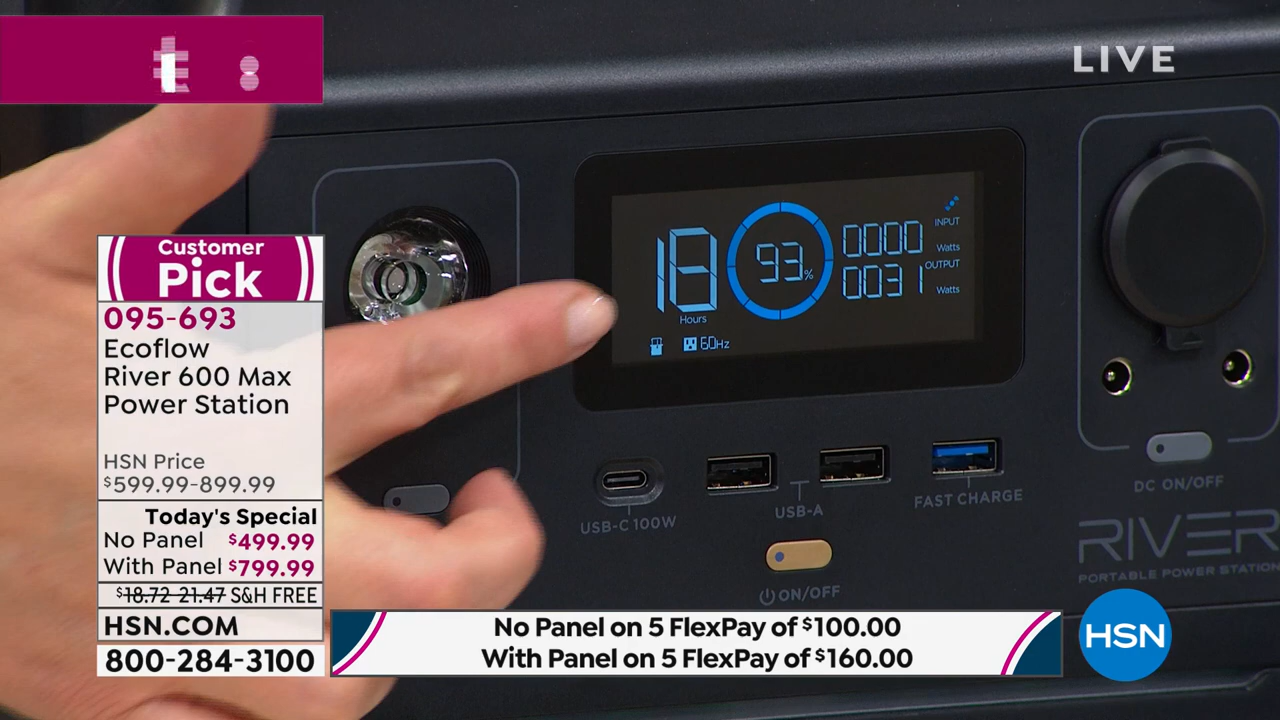 LIVE
Customer
Pick
095-693
Ecoflow
River 600 Max
Power Station
HSN Price
$599.99-899.99
Today's Special
No Panel $499.99
With Panel $799.99
$18.72-21.47 S&H FREE
HSN.COM
800-284-3100
18
Hours
93%
0000
INPUT
Watts
0031
OUTPUT
Watts
60Hz
USB-C 100W
USB-A
FAST CHARGE
DC ON/OFF
ON/OFF
RIVER
PORTABLE POWER STATION
No Panel on 5 FlexPay of $100.00
With Panel on 5 FlexPay of $160.00
HSN